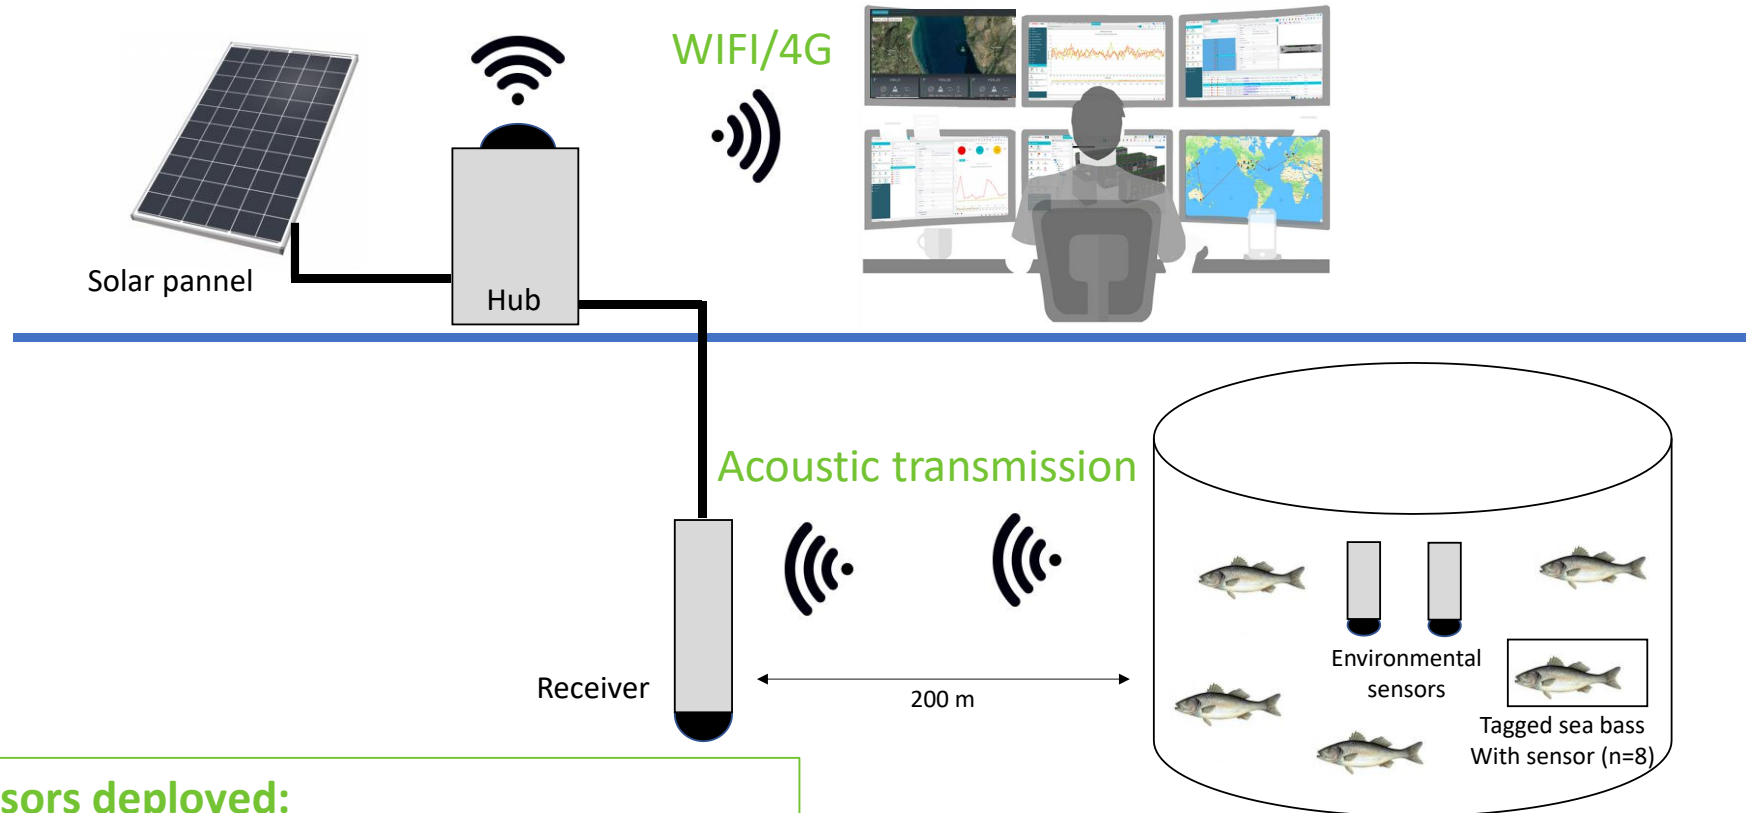 WIFI/4G
Solar pannel
Hub
Acoustic transmission
Receiver
200 m
Environmental
sensors
Tagged sea bass
With sensor (n=8)
sors deployed: